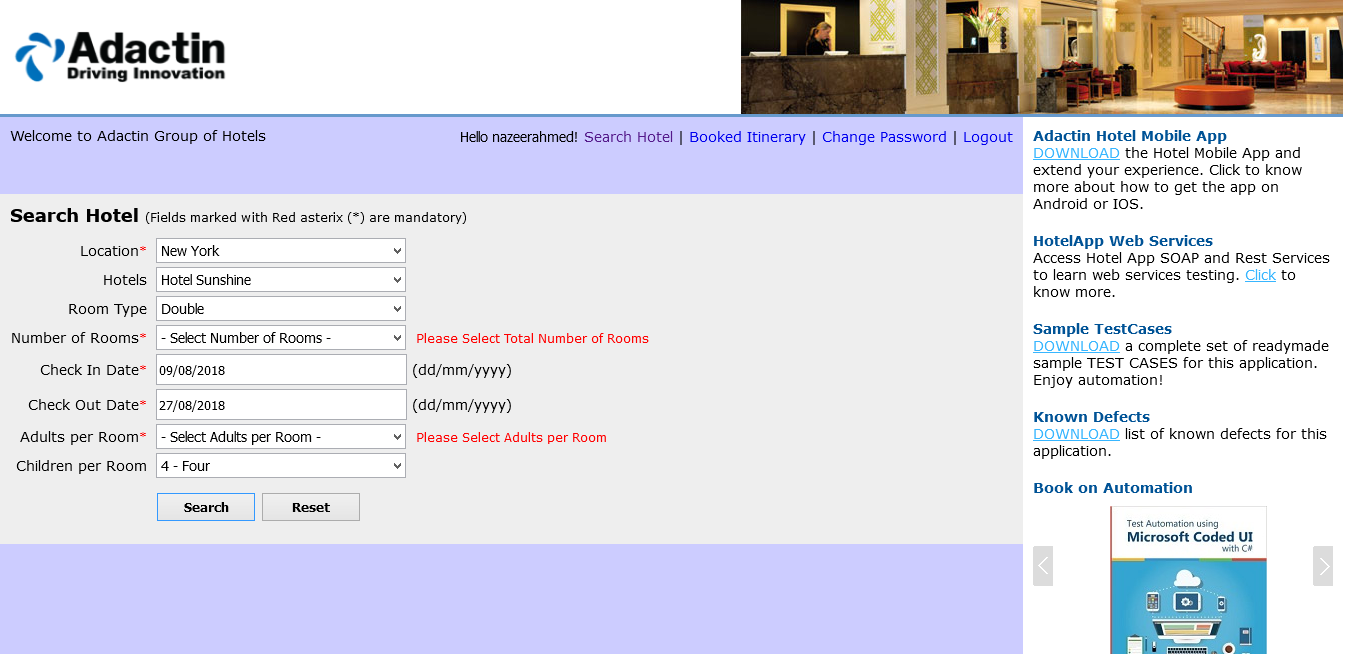 Adactin
Driving Innovation
Welcome to Adactin Group of Hotels
Hello nazeerahmed! Search Hotel | Booked Itinerary | Change Password | Logout
Search Hotel (Fields marked with Red asterix (*) are mandatory)
Location* New York
Hotels Hotel Sunshine
Room Type Double
Number of Rooms* - Select Number of Rooms - Please Select Total Number of Rooms
Check In Date* 09/08/2018 (dd/mm/yyyy)
Check Out Date* 27/08/2018 (dd/mm/yyyy)
Adults per Room* - Select Adults per Room - Please Select Adults per Room
Children per Room 4 - Four
Search Reset
Adactin Hotel Mobile App
DOWNLOAD the Hotel Mobile App and
extend your experience. Click to know
more about how to get the app on
Android or IOS.
HotelApp Web Services
Access Hotel App SOAP and Rest Services
to learn web services testing. Click to
know more.
Sample TestCases
DOWNLOAD a complete set of readymade
sample TEST CASES for this application.
Enjoy automation!
Known Defects
DOWNLOAD list of known defects for this
application.
Book on Automation
Test Automation using
Microsoft Coded UI
with C#